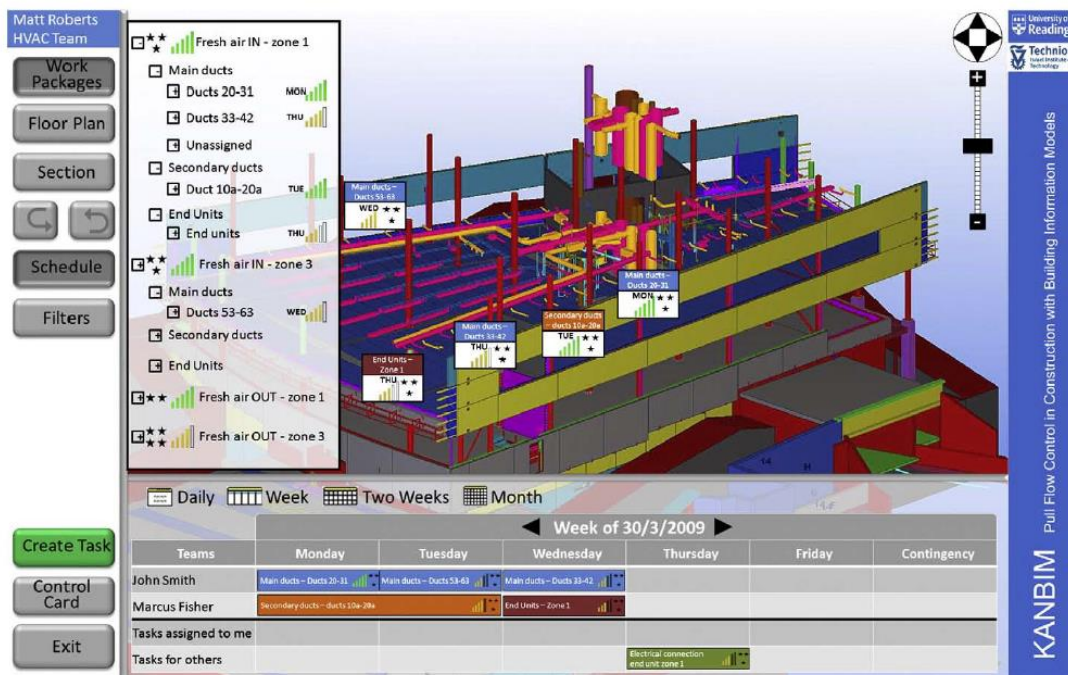 Matt Roberts
HVAC Team
Work
Packages
Floor Plan
Section
Schedule
Filters
Create Task
Control
Card
Exit
Fresh air IN - zone 1
Main ducts
Ducts 20-31 MON
Ducts 33-42 THU
Unassigned
Secondary ducts
Duct 10a-20a TUE
End Units
End units THU
Fresh air IN - zone 3
Main ducts
Ducts 53-63 WED
Secondary ducts
End Units
Fresh air OUT - zone 1
Fresh air OUT - zone 3
Main ducts –
Ducts 53-63
WED
Main ducts –
Ducts 20-31
MON
Secondary ducts
– ducts 10a-20a
TUE
Main ducts –
Ducts 33-42
THU
End Units –
Zone 1
THU
14 H
University of
Reading
Technion
Israel Institute of
Technology
KANBIM Pull Flow Control in Construction with Building Information Models
Daily Week Two Weeks Month
Week of 30/3/2009
Teams Monday Tuesday Wednesday Thursday Friday Contingency
John Smith Main ducts – Ducts 20-31 Main ducts – Ducts 53-63 Main ducts – Ducts 33-42
Marcus Fisher Secondary ducts – ducts 10a-20a End Units – Zone 1
Tasks assigned to me
Tasks for others Electrical connection
end unit zone 1